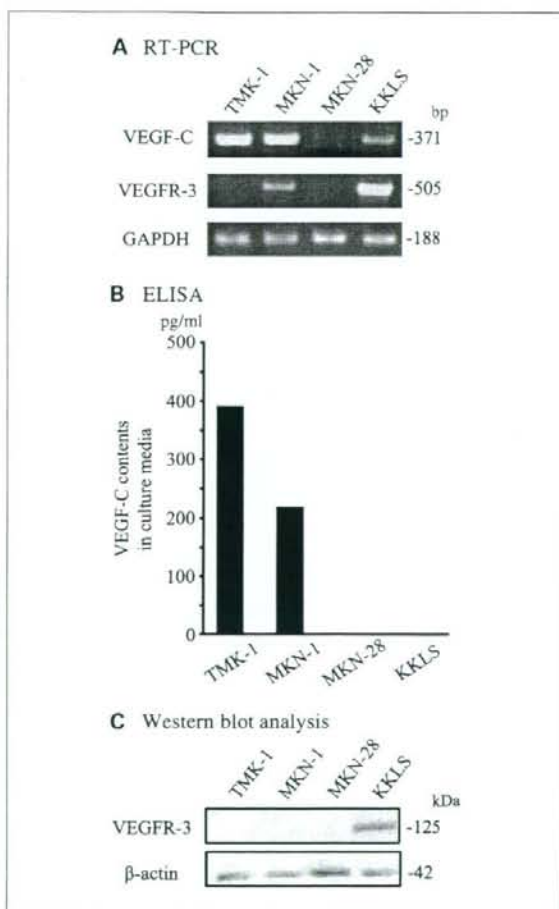 A RT-PCR
TMK-1 MKN-1 MKN-28 KKLS
bp
VEGF-C -371
VEGFR-3 -505
GAPDH -188
B ELISA
pg/ml
500
400
300
200
100
0
VEGF-C contents
in culture media
TMK-1 MKN-1 MKN-28 KKLS
C Western blot analysis
TMK-1 MKN-1 MKN-28 KKLS
kDa
VEGFR-3 -125
β-actin -42